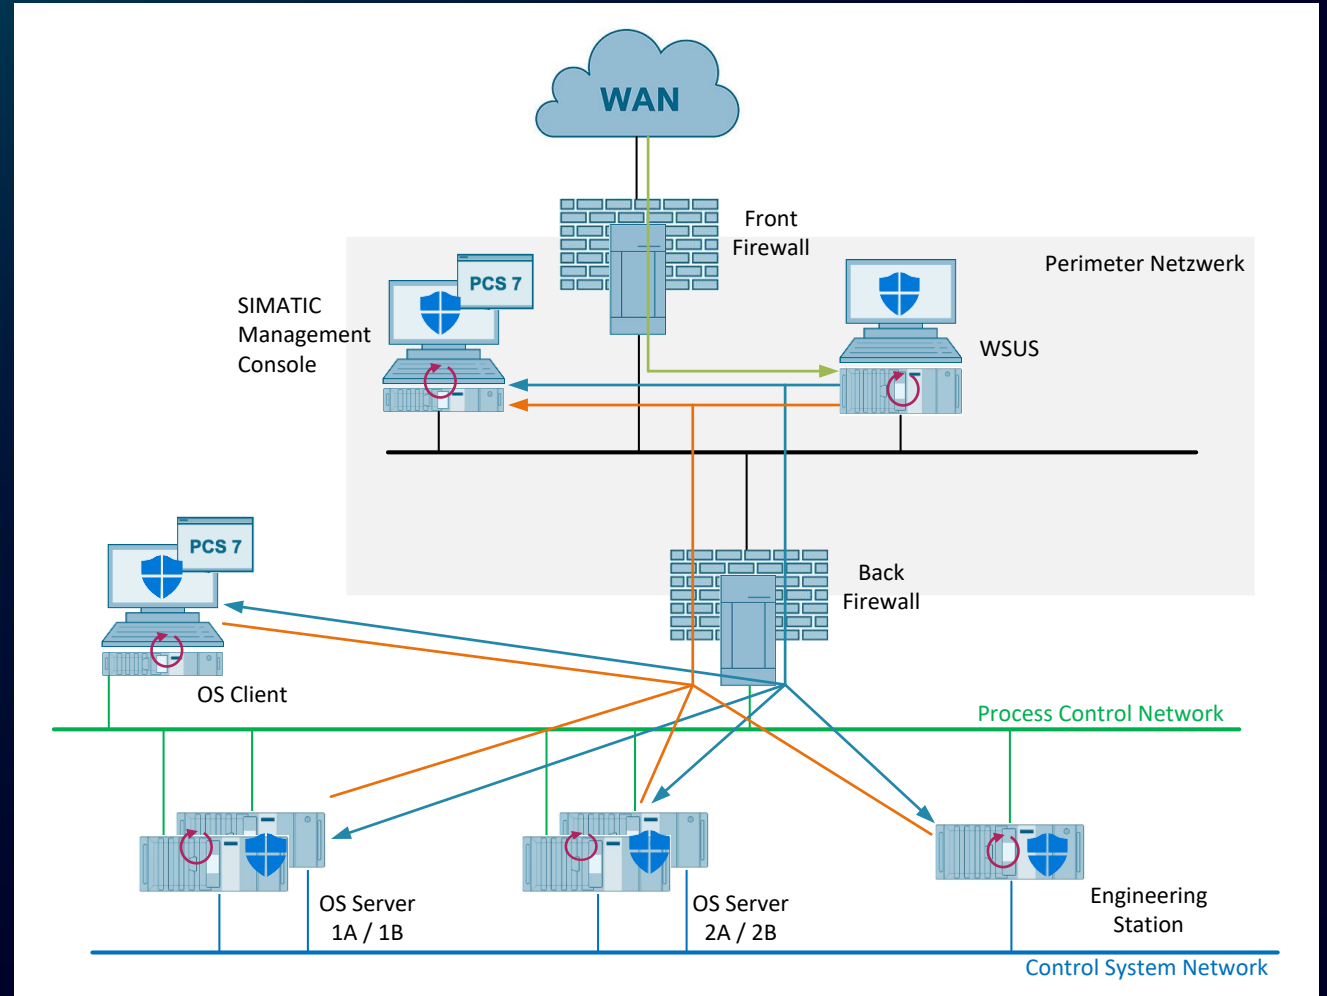 WAN
Front
Firewall
Perimeter Netzwerk
PCS 7
SIMATIC
Management
Console
WSUS
PCS 7
Back
Firewall
OS Client
Process Control Network
OS Server
1A / 1B
OS Server
2A / 2B
Engineering
Station
Control System Network